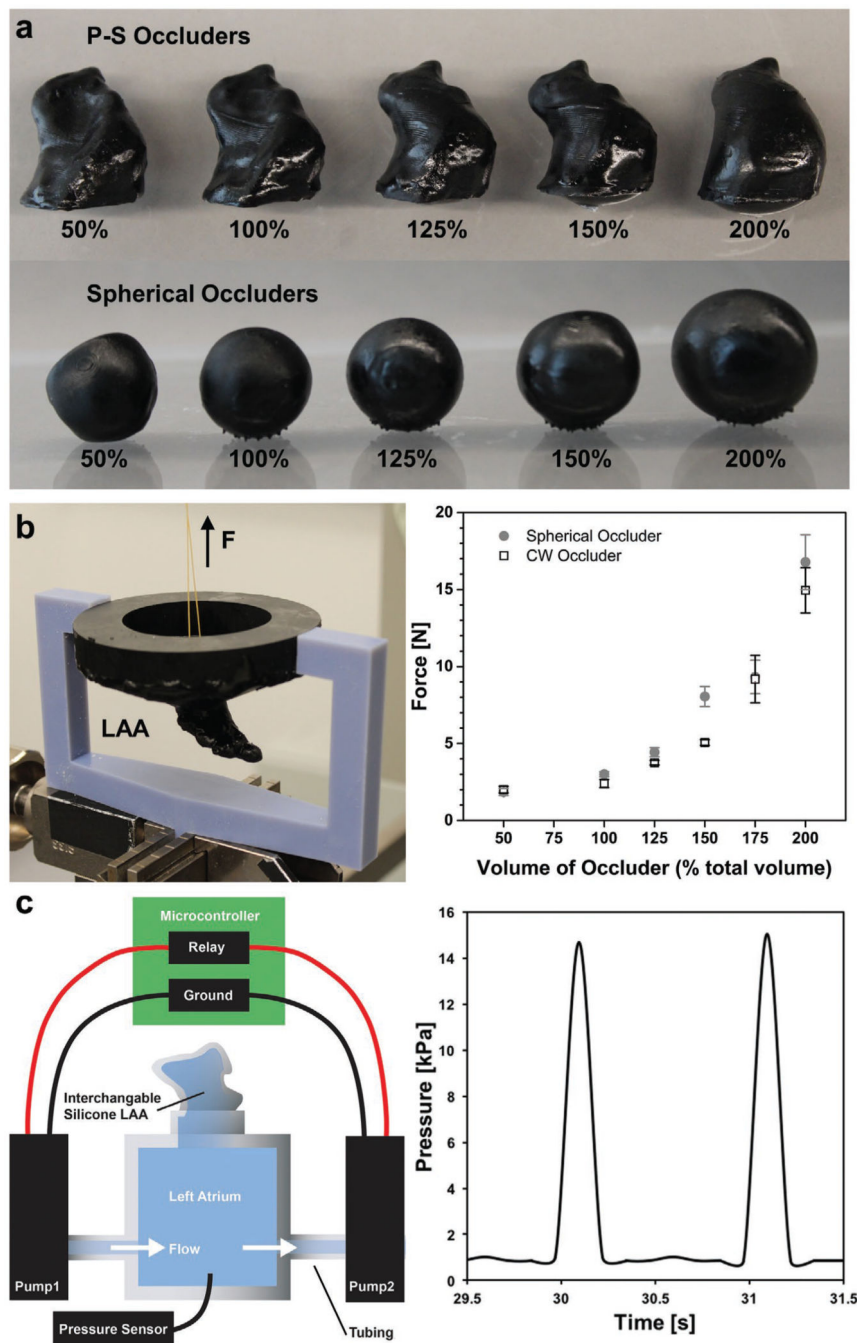 a
P-S Occluders
50%
100%
125%
150%
200%
Spherical Occluders
50%
100%
125%
150%
200%
b
F
LAA
20
15
10
5
0
Force [N]
Spherical Occluder
CW Occluder
50
75
100
125
150
175
200
Volume of Occluder (% total volume)
c
Microcontroller
Relay
Ground
Interchangable
Silicone LAA
Left Atrium
Flow
Pump1
Pump2
Pressure Sensor
Tubing
16
14
12
10
8
6
4
2
0
Pressure [kPa]
29.5
30
30.5
31
31.5
Time [s]